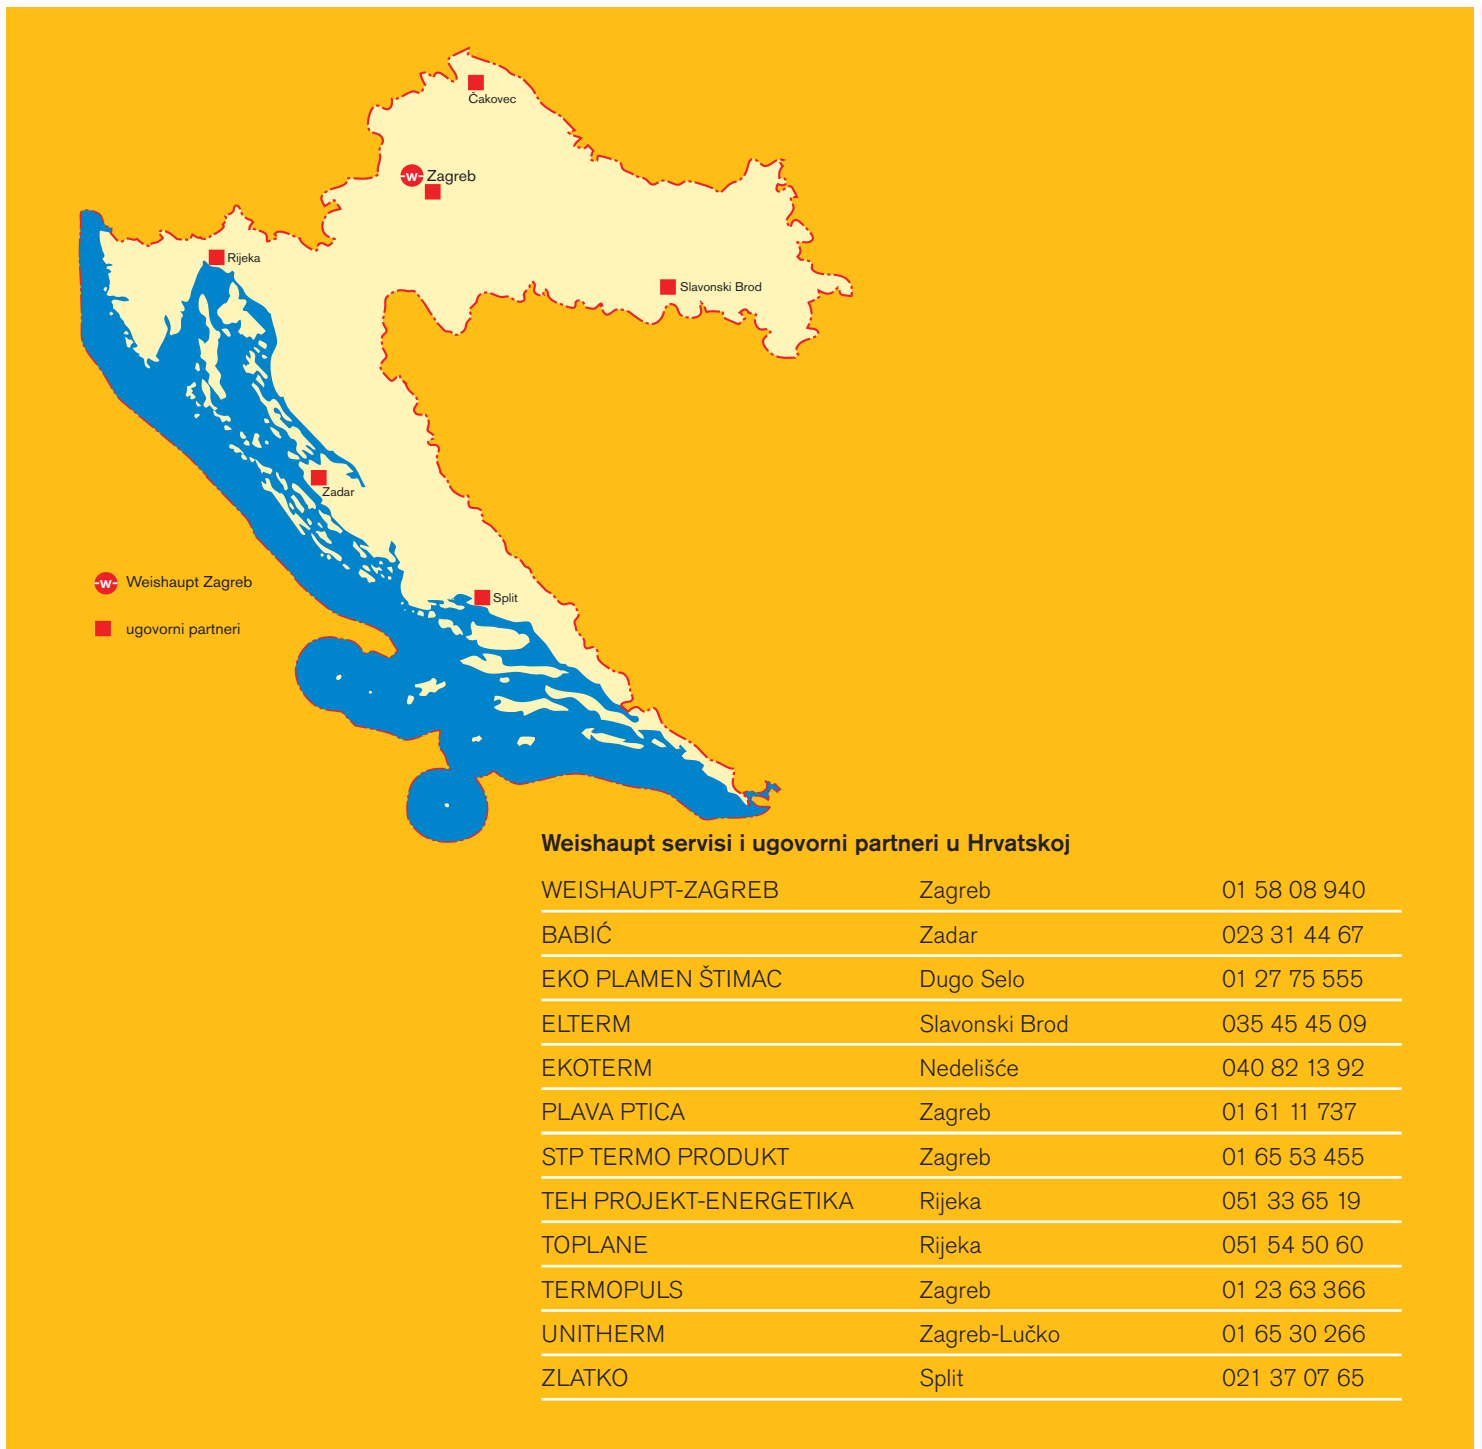 Čakovec
-w- Zagreb
Rijeka
Slavonski Brod
Zadar
-w- Weishaupt Zagreb
Split
ugovorni partneri
Weishaupt servisi i ugovorni partneri u Hrvatskoj
WEISHAUPT-ZAGREB Zagreb 01 58 08 940
BABIĆ Zadar 023 31 44 67
EKO PLAMEN ŠTIMAC Dugo Selo 01 27 75 555
ELTERM Slavonski Brod 035 45 45 09
EKOTERM Nedelišće 040 82 13 92
PLAVA PTICA Zagreb 01 61 11 737
STP TERMO PRODUKT Zagreb 01 65 53 455
TEH PROJEKT-ENERGETIKA Rijeka 051 33 65 19
TOPLANE Rijeka 051 54 50 60
TERMOPULS Zagreb 01 23 63 366
UNITHERM Zagreb-Lučko 01 65 30 266
ZLATKO Split 021 37 07 65